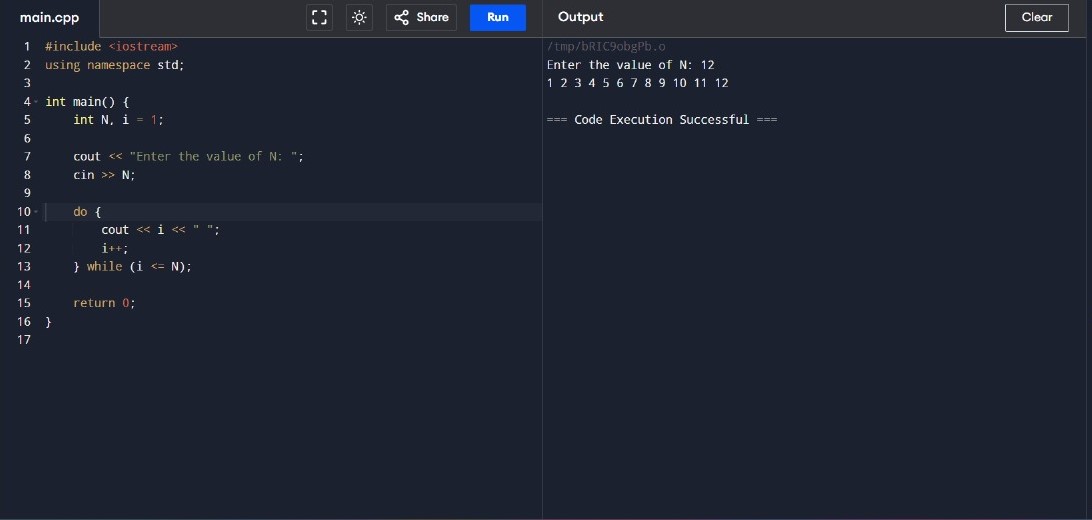 main.cpp
Share
Run
Output
Clear
1 #include <iostream>
2 using namespace std;
3
4 int main() {
5     int N, i = 1;
6
7     cout << "Enter the value of N: ";
8     cin >> N;
9
10     do {
11         cout << i << " ";
12         i++;
13     } while (i <= N);
14
15     return 0;
16 }
17
/tmp/bRIC9obgPb.o
Enter the value of N: 12
1 2 3 4 5 6 7 8 9 10 11 12
=== Code Execution Successful ===